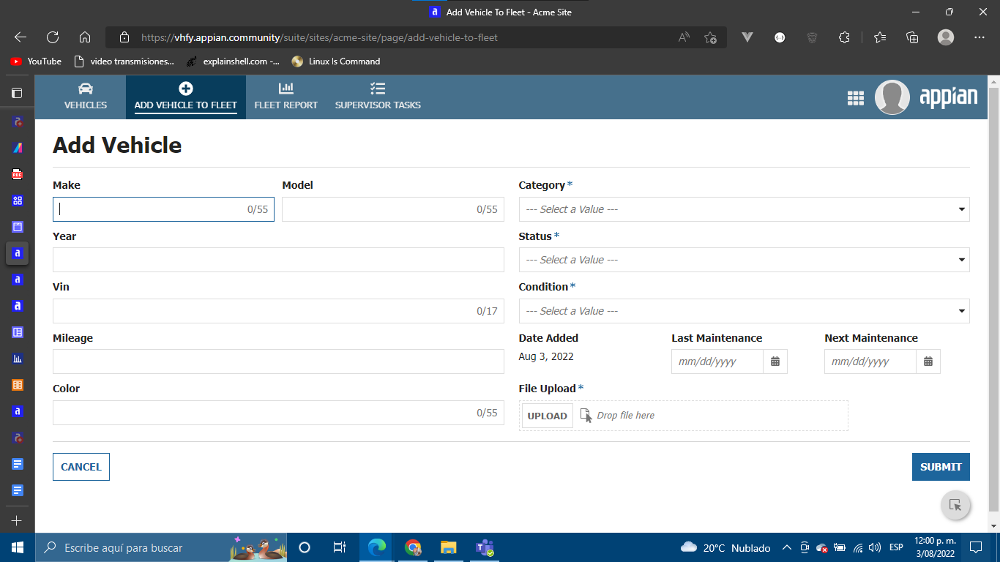 Add Vehicle To Fleet - Acme Site
https://vhfy.appian.community/suite/sites/acme-site/page/add-vehicle-to-fleet
YouTube video transmisiones... explainshell.com -... Linux Is Command
VEHICLES ADD VEHICLE TO FLEET FLEET REPORT SUPERVISOR TASKS appian
Add Vehicle
Make Model Category*
0/55 0/55 --- Select a Value ---
Year Status*
--- Select a Value ---
Vin Condition*
0/17 --- Select a Value ---
Mileage Date Added Last Maintenance Next Maintenance
Aug 3, 2022 mm/dd/yyyy mm/dd/yyyy
Color File Upload*
0/55 UPLOAD Drop file here
CANCEL SUBMIT
Escribe aquí para buscar 20°C Nublado ESP 12:00 p. m.
3/08/2022